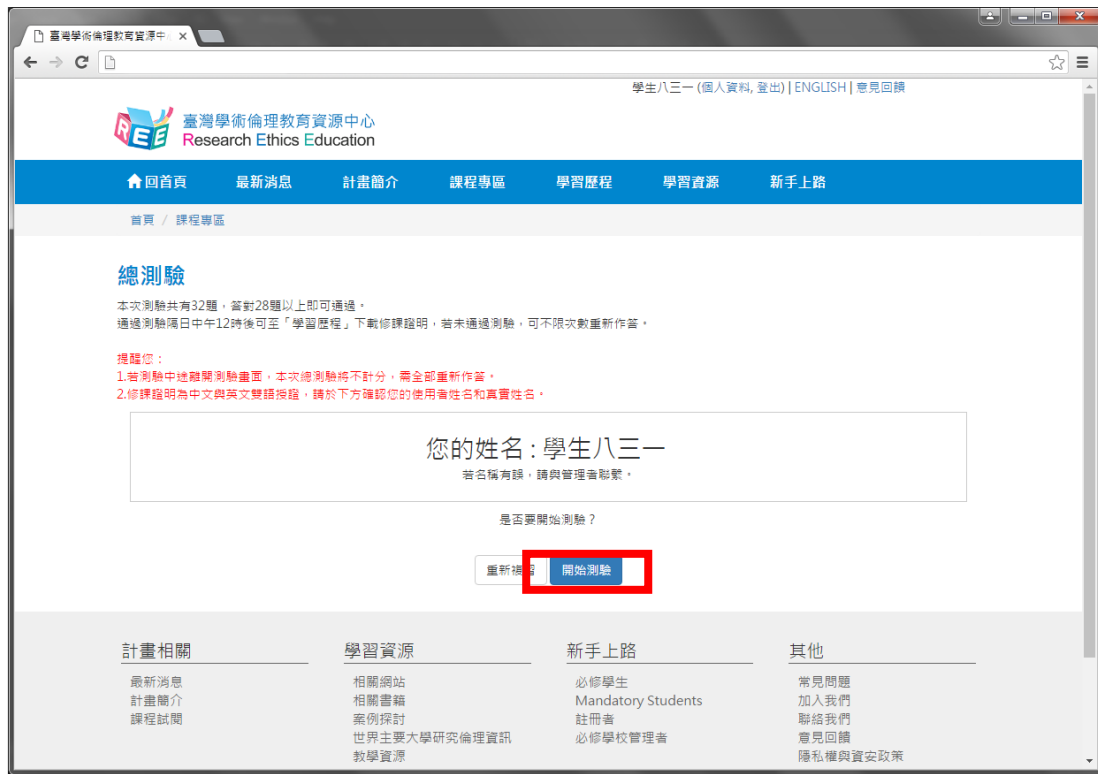 臺灣學術倫理教育資源中
學生八三一 (個人資料, 登出) | ENGLISH | 意見回饋
REE
臺灣學術倫理教育資源中心
Research Ethics Education
回首頁 最新消息 計畫簡介 課程專區 學習歷程 學習資源 新手上路
首頁 / 課程專區
總測驗
本次測驗共有32題，答對28題以上即可通過。
通過測驗隔日中午12時後可至「學習歷程」下載修課證明，若未通過測驗，可不限次數重新作答。
提醒您：
1.若測驗中途離開測驗畫面，本次總測驗將不計分，需全部重新作答。
2.修課證明為中文與英文雙語授證，請於下方確認您的使用者姓名和真實姓名。
您的姓名 : 學生八三一
若名稱有誤，請與管理者聯繫。
是否要開始測驗？
重新複習 開始測驗
計畫相關 學習資源 新手上路 其他
最新消息 相關網站 必修學生 常見問題
計畫簡介 相關書籍 Mandatory Students 加入我們
課程試閱 案例探討 註冊者 聯絡我們
世界主要大學研究倫理資訊 必修學校管理者 意見回饋
教學資源 隱私權與資安政策